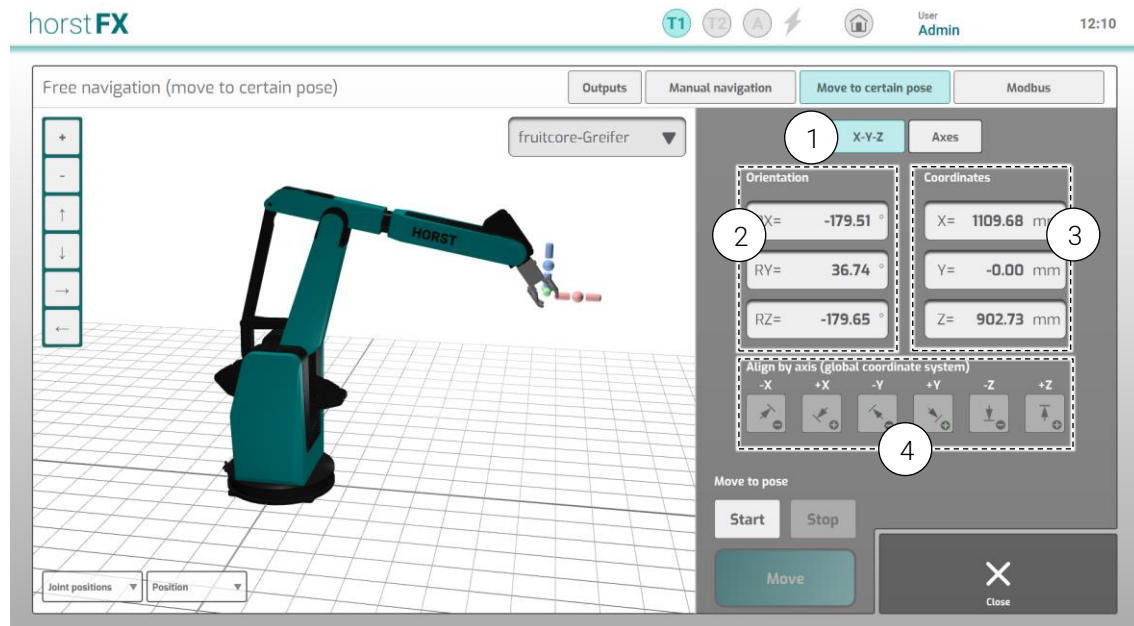 horstFX
T1 T2 A
User
Admin
12:10
Free navigation (move to certain pose)
Outputs
Manual navigation
Move to certain pose
Modbus
+
-
↑
↓
→
←
fruitcore-Greifer
HORST
1
X-Y-Z
Axes
Orientation
Coordinates
2
3
RX= -179.51 °
X= 1109.68 mm
RY= 36.74 °
Y= -0.00 mm
RZ= -179.65 °
Z= 902.73 mm
Align by axis (global coordinate system)
-X +X -Y +Y -Z +Z
4
Move to pose
Start
Stop
Move
Close
Joint positions
Position